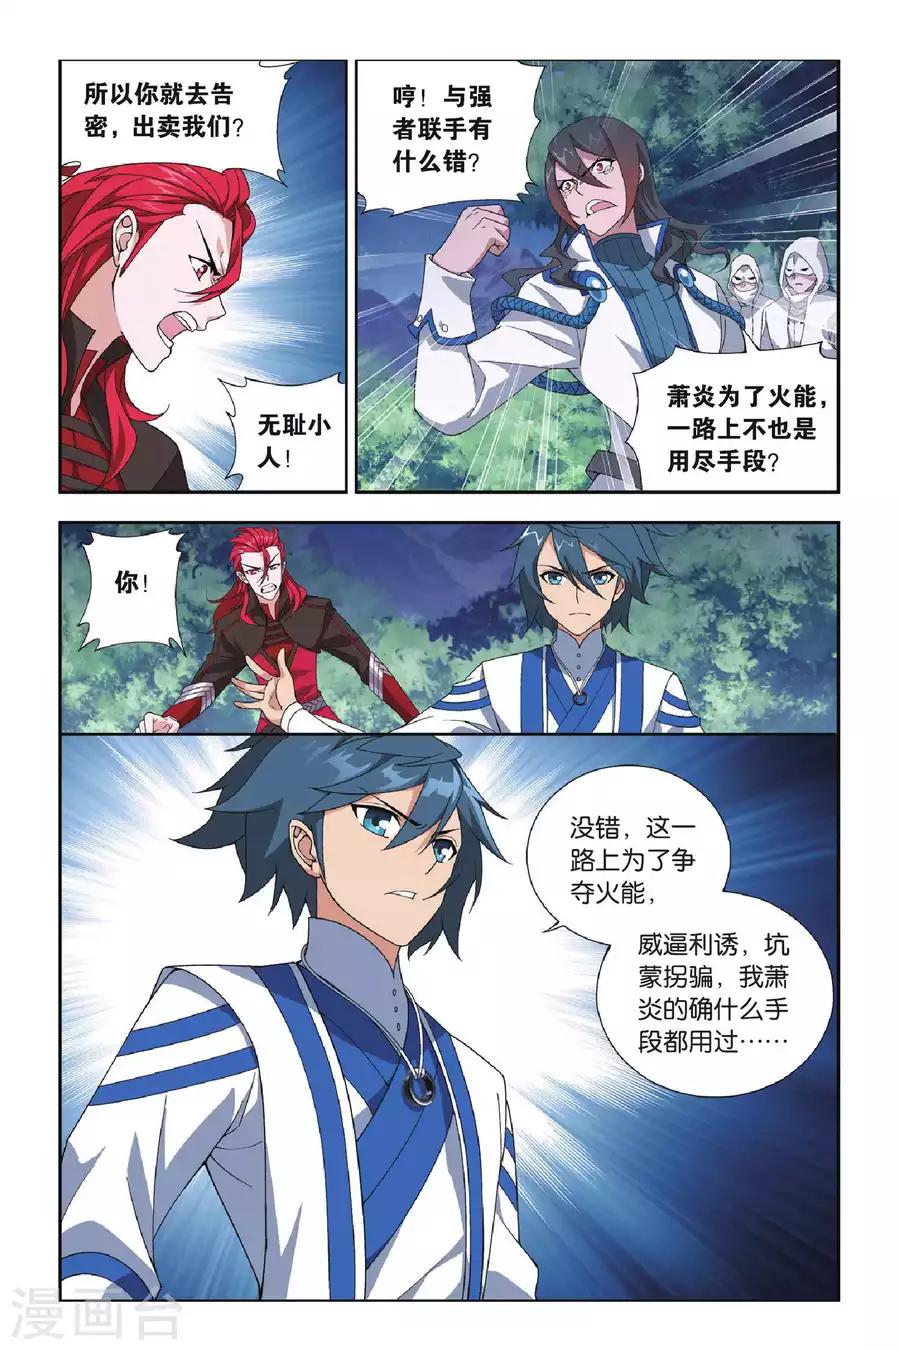 所以你就去告
密，出卖我们？
无耻小
人！
哼！与强
者联手有
什么错？
萧炎为了火能，
一路上不也是
用尽手段？
你！
没错，这一
路上为了争
夺火能，
威逼利诱，坑
蒙拐骗，我萧
炎的确什么手
段都用过……
漫画台